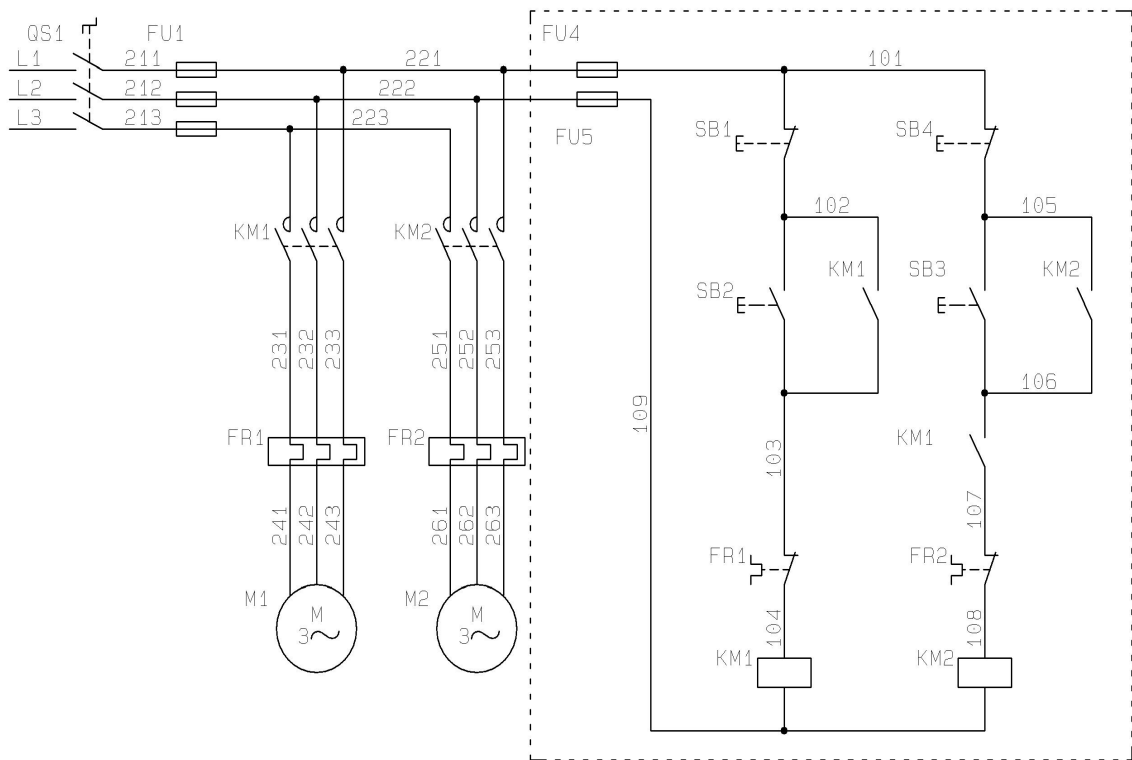 QS1 FU1 FU4
L1 211 221 101
L2 212 222
L3 213 223
SB1 SB4
FU5
102 105
KM1 KM2
KM1 KM2
SB2 SB3
231 232 233 251 252 253
106
109
FR1 FR2 KM1
103
107
241 242 243 261 262 263
FR1 FR2
M1 M 3 M2 M 3
104 108
KM1 KM2